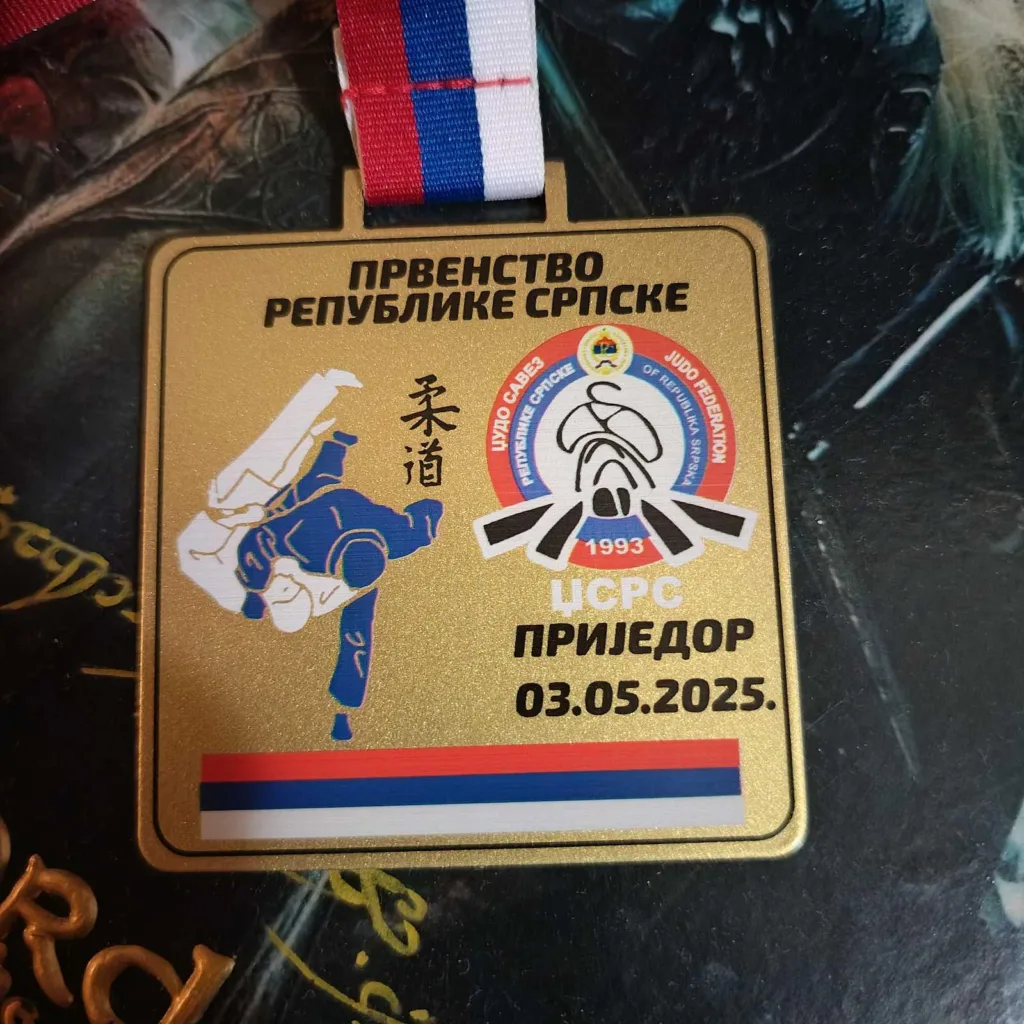 ПРВЕНСТВО
РЕПУБЛИКЕ СРПСКЕ
柔道
ЏУДО САВЕЗ
РЕПУБЛИКЕ СРПСКЕ
JUDO FEDERATION
OF REPUBLIKA SRPSKA
1993
ЏСРС
ПРИЈЕДОР
03.05.2025.